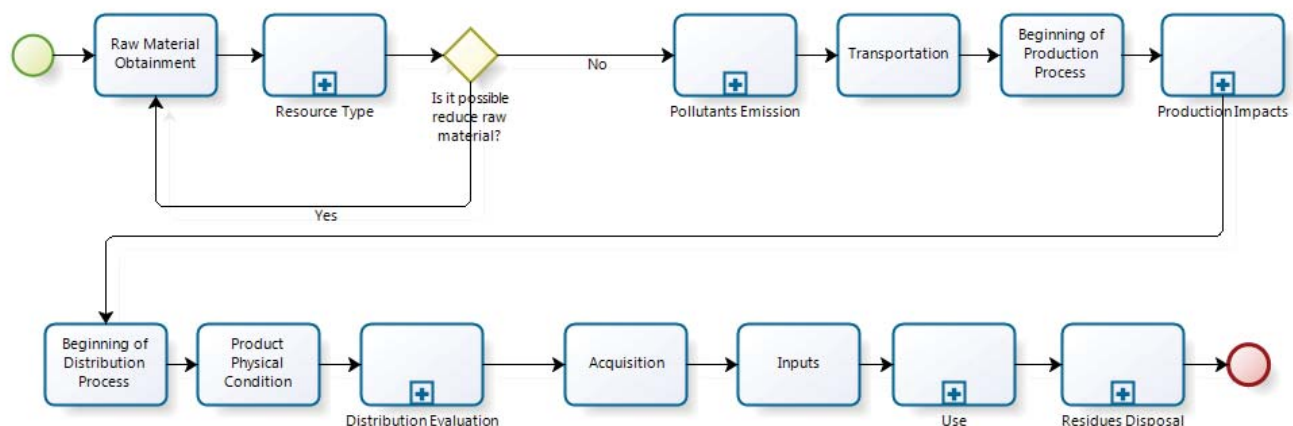 Raw Material
Obtainment
Resource Type
Is it possible
reduce raw
material?
No
Yes
Pollutants Emission
Transportation
Beginning of
Production
Process
Production Impacts
Beginning of
Distribution
Process
Product
Physical
Condition
Distribution Evaluation
Acquisition
Inputs
Use
Residues Disposal